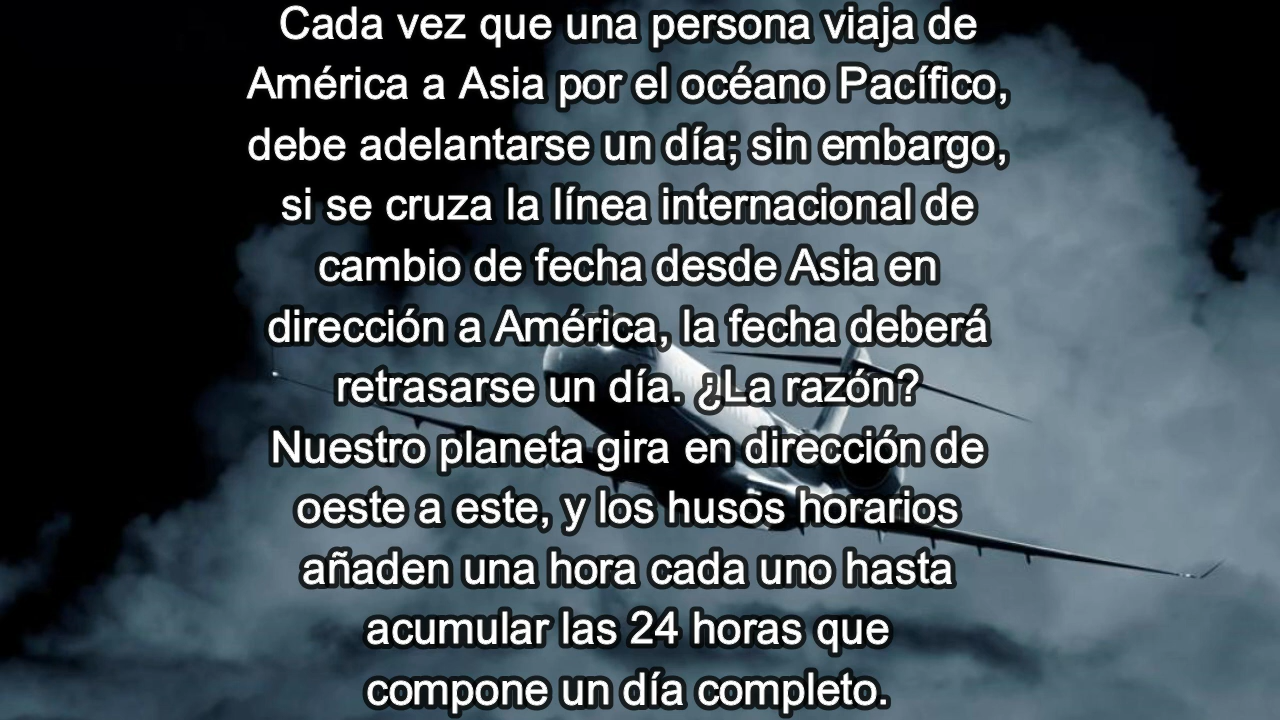 Cada vez que una persona viaja de
América a Asia por el océano Pacífico,
debe adelantarse un día; sin embargo,
si se cruza la línea internacional de
cambio de fecha desde Asia en
dirección a América, la fecha deberá
retrasarse un día. ¿La razón?
Nuestro planeta gira en dirección de
oeste a este, y los husos horarios
añaden una hora cada uno hasta
acumular las 24 horas que
compone un día completo.